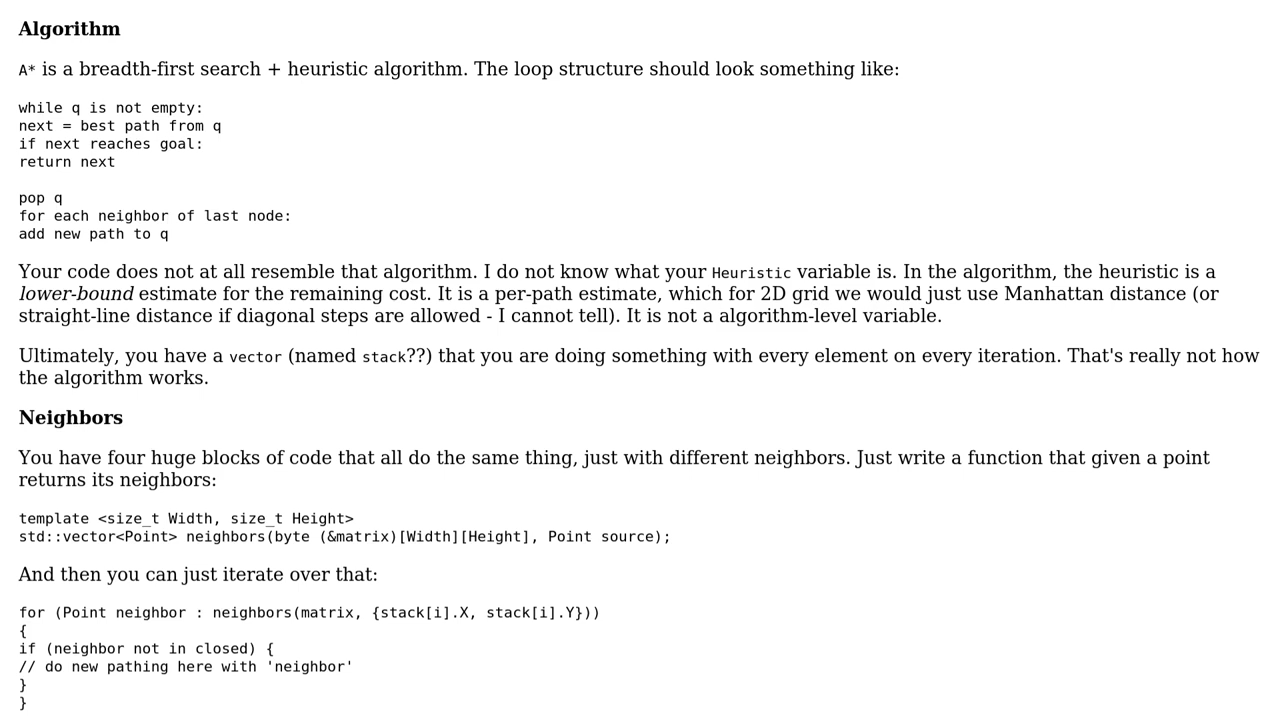 Algorithm
A* is a breadth-first search + heuristic algorithm. The loop structure should look something like:
while q is not empty:
next = best path from q
if next reaches goal:
return next
pop q
for each neighbor of last node:
add new path to q
Your code does not at all resemble that algorithm. I do not know what your Heuristic variable is. In the algorithm, the heuristic is a
lower-bound estimate for the remaining cost. It is a per-path estimate, which for 2D grid we would just use Manhattan distance (or
straight-line distance if diagonal steps are allowed - I cannot tell). It is not a algorithm-level variable.
Ultimately, you have a vector (named stack??) that you are doing something with every element on every iteration. That's really not how
the algorithm works.
Neighbors
You have four huge blocks of code that all do the same thing, just with different neighbors. Just write a function that given a point
returns its neighbors:
template <size_t Width, size_t Height>
std::vector<Point> neighbors(byte (&matrix)[Width][Height], Point source);
And then you can just iterate over that:
for (Point neighbor : neighbors(matrix, {stack[i].X, stack[i].Y}))
{
if (neighbor not in closed) {
// do new pathing here with 'neighbor'
}
}